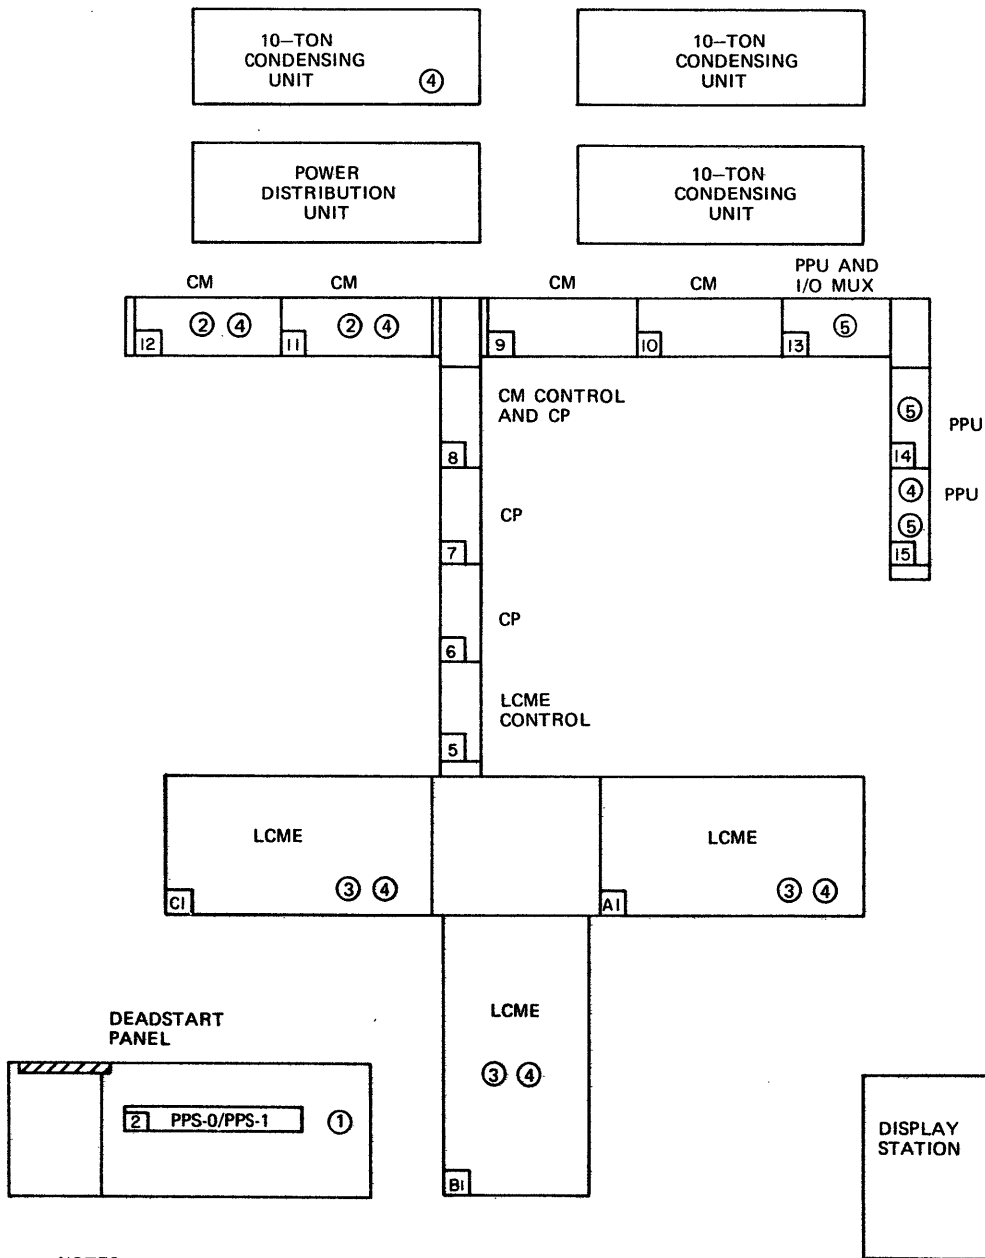 10–TON
CONDENSING
UNIT
④
10–TON
CONDENSING
UNIT
POWER
DISTRIBUTION
UNIT
10–TON
CONDENSING
UNIT
CM
CM
CM
CM
PPU AND
I/O MUX
12
② ④
11
② ④
9
10
13
⑤
CM CONTROL
AND CP
8
⑤
PPU
14
CP
7
④
PPU
⑤
15
CP
6
LCME
CONTROL
5
LCME
③ ④
C1
LCME
③ ④
A1
LCME
③ ④
B1
DEADSTART
PANEL
2
PPS-0/PPS-1
①
DISPLAY
STATION